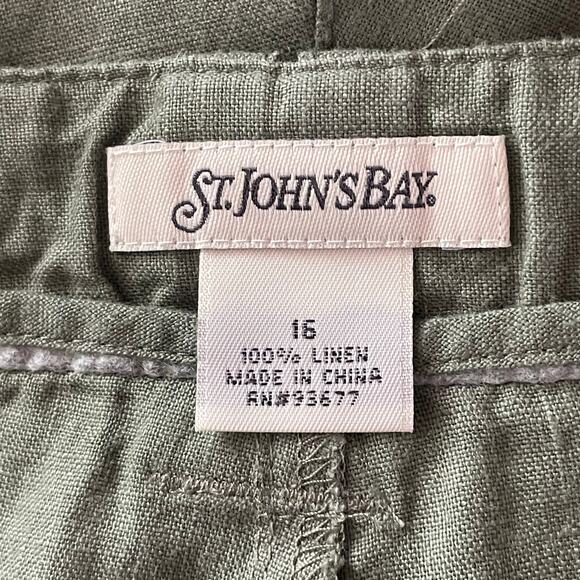 ST. JOHN'S BAY®
16
100% LINEN
MADE IN CHINA
RN#93677